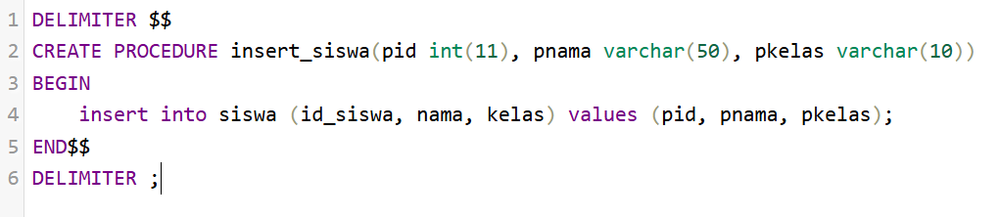 1 DELIMITER $$
2 CREATE PROCEDURE insert_siswa(pid int(11), pnama varchar(50), pkelas varchar(10))
3 BEGIN
4     insert into siswa (id_siswa, nama, kelas) values (pid, pnama, pkelas);
5 END$$
6 DELIMITER ;